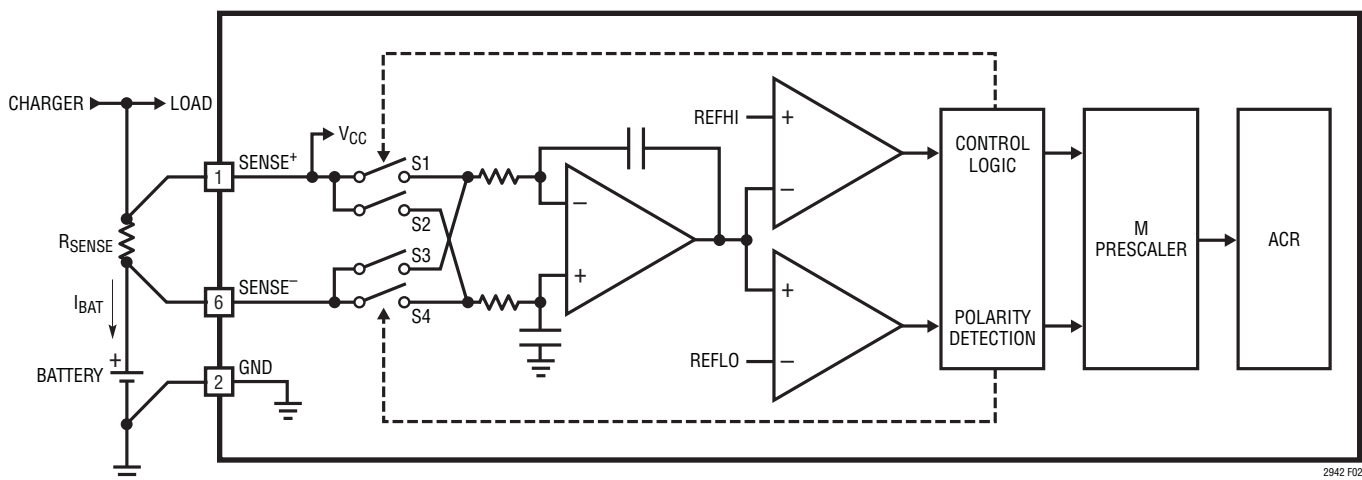 CHARGER
LOAD
VCC
1
SENSE+
S1
S2
RSENSE
S3
6
SENSE–
S4
IBAT
+
BATTERY
2
GND
–
+
REFHI
+
–
+
REFLO
–
CONTROL
LOGIC
POLARITY
DETECTION
M
PRESCALER
ACR
2942 F02